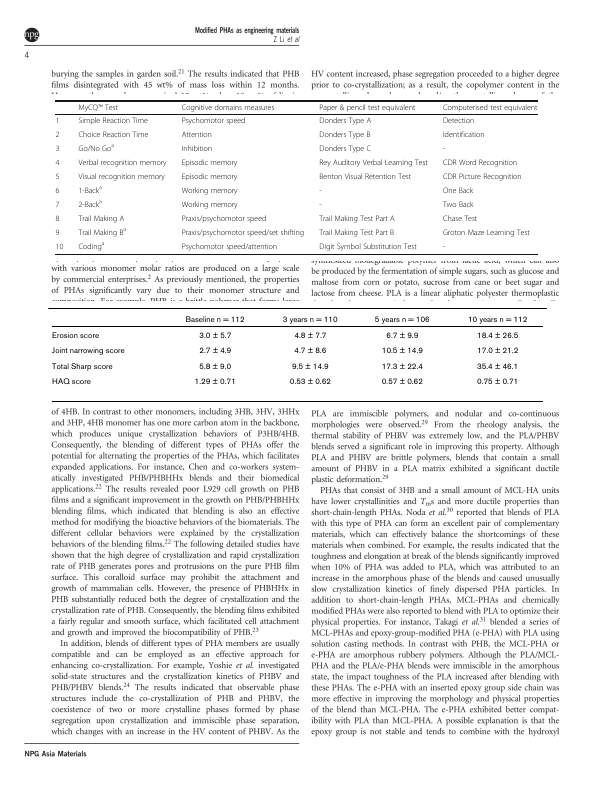 npg
Modified PHAs as engineering materials
Z Li et al
4
burying the samples in garden soil.21 The results indicated that PHB
films disintegrated with 45 wt% of mass loss within 12 months.
HV content increased, phase segregation proceeded to a higher degree
prior to co-crystallization; as a result, the copolymer content in the
MyCQ™ Test Cognitive domains measures Paper & pencil test equivalent Computerised test equivalent
1 Simple Reaction Time Psychomotor speed Donders Type A Detection
2 Choice Reaction Time Attention Donders Type B Identification
3 Go/No Goa Inhibition Donders Type C -
4 Verbal recognition memory Episodic memory Rey Auditory Verbal Learning Test CDR Word Recognition
5 Visual recognition memory Episodic memory Benton Visual Retention Test CDR Picture Recognition
6 1-Backa Working memory - One Back
7 2-Backa Working memory - Two Back
8 Trail Making A Praxis/psychomotor speed Trail Making Test Part A Chase Test
9 Trail Making Ba Praxis/psychomotor speed/set shifting Trail Making Test Part B Groton Maze Learning Test
10 Codinga Psychomotor speed/attention Digit Symbol Substitution Test -
with various monomer molar ratios are produced on a large scale
by commercial enterprises.2 As previously mentioned, the properties
of PHAs significantly vary due to their monomer structure and
composition. For example, PHB is a brittle polymer that forms large
synthesized biodegradable polymer from lactic acid, which can also
be produced by the fermentation of simple sugars, such as glucose and
maltose from corn or potato, sucrose from cane or beet sugar and
lactose from cheese. PLA is a linear aliphatic polyester thermoplastic
Baseline n = 112 3 years n = 110 5 years n = 106 10 years n = 112
Erosion score 3.0 ± 5.7 4.8 ± 7.7 6.7 ± 9.9 18.4 ± 26.5
Joint narrowing score 2.7 ± 4.9 4.7 ± 8.6 10.5 ± 14.9 17.0 ± 21.2
Total Sharp score 5.8 ± 9.0 9.5 ± 14.9 17.3 ± 22.4 35.4 ± 46.1
HAQ score 1.29 ± 0.71 0.53 ± 0.62 0.57 ± 0.62 0.75 ± 0.71
of 4HB. In contrast to other monomers, including 3HB, 3HV, 3HHx
and 3HP, 4HB monomer has one more carbon atom in the backbone,
which produces unique crystallization behaviors of P3HB/4HB.
Consequently, the blending of different types of PHAs offer the
potential for alternating the properties of the PHAs, which facilitates
expanded applications. For instance, Chen and co-workers system-
atically investigated PHB/PHBHHx blends and their biomedical
applications.22 The results revealed poor L929 cell growth on PHB
films and a significant improvement in the growth on PHB/PHBHHx
blending films, which indicated that blending is also an effective
method for modifying the bioactive behaviors of the biomaterials. The
different cellular behaviors were explained by the crystallization
behaviors of the blending films.22 The following detailed studies have
shown that the high degree of crystallization and rapid crystallization
rate of PHB generates pores and protrusions on the pure PHB film
surface. This coralloid surface may prohibit the attachment and
growth of mammalian cells. However, the presence of PHBHHx in
PHB substantially reduced both the degree of crystallization and the
crystallization rate of PHB. Consequently, the blending films exhibited
a fairly regular and smooth surface, which facilitated cell attachment
and growth and improved the biocompatibility of PHB.23
In addition, blends of different types of PHA members are usually
compatible and can be employed as an effective approach for
enhancing co-crystallization. For example, Yoshie et al. investigated
solid-state structures and the crystallization kinetics of PHBV and
PHB/PHBV blends.24 The results indicated that observable phase
structures include the co-crystallization of PHB and PHBV, the
coexistence of two or more crystalline phases formed by phase
segregation upon crystallization and immiscible phase separation,
which changes with an increase in the HV content of PHBV. As the
PLA are immiscible polymers, and nodular and co-continuous
morphologies were observed.29 From the rheology analysis, the
thermal stability of PHBV was extremely low, and the PLA/PHBV
blends served a significant role in improving this property. Although
PLA and PHBV are brittle polymers, blends that contain a small
amount of PHBV in a PLA matrix exhibited a significant ductile
plastic deformation.29
PHAs that consist of 3HB and a small amount of MCL-HA units
have lower crystallinities and Tms and more ductile properties than
short-chain-length PHAs. Noda et al.30 reported that blends of PLA
with this type of PHA can form an excellent pair of complementary
materials, which can effectively balance the shortcomings of these
materials when combined. For example, the results indicated that the
toughness and elongation at break of the blends significantly improved
when 10% of PHA was added to PLA, which was attributed to an
increase in the amorphous phase of the blends and caused unusually
slow crystallization kinetics of finely dispersed PHA particles. In
addition to short-chain-length PHAs, MCL-PHAs and chemically
modified PHAs were also reported to blend with PLA to optimize their
physical properties. For instance, Takagi et al.31 blended a series of
MCL-PHAs and epoxy-group-modified PHA (e-PHA) with PLA using
solution casting methods. In contrast with PHB, the MCL-PHA or
e-PHA are amorphous rubbery polymers. Although the PLA/MCL-
PHA and the PLA/e-PHA blends were immiscible in the amorphous
state, the impact toughness of the PLA increased after blending with
these PHAs. The e-PHA with an inserted epoxy group side chain was
more effective in improving the morphology and physical properties
of the blend than MCL-PHA. The e-PHA exhibited better compat-
ibility with PLA than MCL-PHA. A possible explanation is that the
epoxy group is not stable and tends to combine with the hydroxyl
NPG Asia Materials